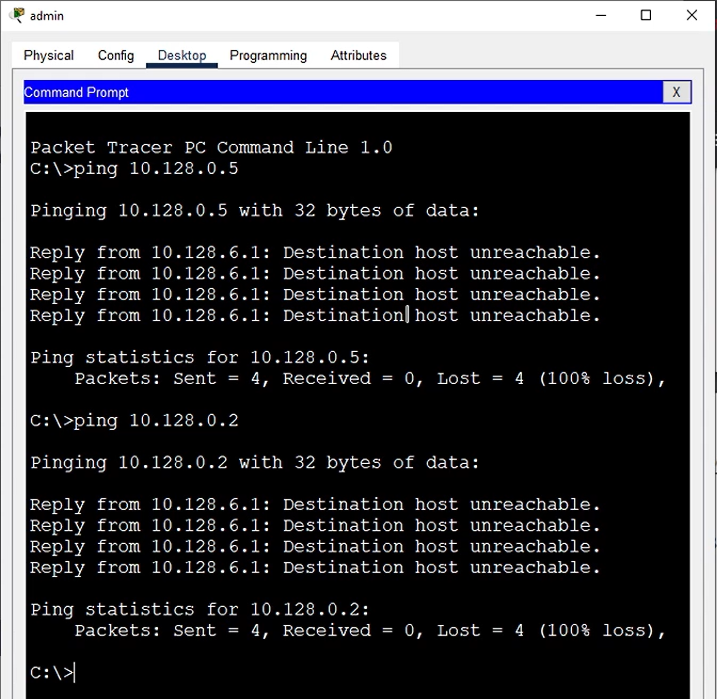 admin
Physical Config Desktop Programming Attributes
Command Prompt X
Packet Tracer PC Command Line 1.0
C:\>ping 10.128.0.5
Pinging 10.128.0.5 with 32 bytes of data:
Reply from 10.128.6.1: Destination host unreachable.
Reply from 10.128.6.1: Destination host unreachable.
Reply from 10.128.6.1: Destination host unreachable.
Reply from 10.128.6.1: Destination host unreachable.
Ping statistics for 10.128.0.5:
Packets: Sent = 4, Received = 0, Lost = 4 (100% loss),
C:\>ping 10.128.0.2
Pinging 10.128.0.2 with 32 bytes of data:
Reply from 10.128.6.1: Destination host unreachable.
Reply from 10.128.6.1: Destination host unreachable.
Reply from 10.128.6.1: Destination host unreachable.
Reply from 10.128.6.1: Destination host unreachable.
Ping statistics for 10.128.0.2:
Packets: Sent = 4, Received = 0, Lost = 4 (100% loss),
C:\>